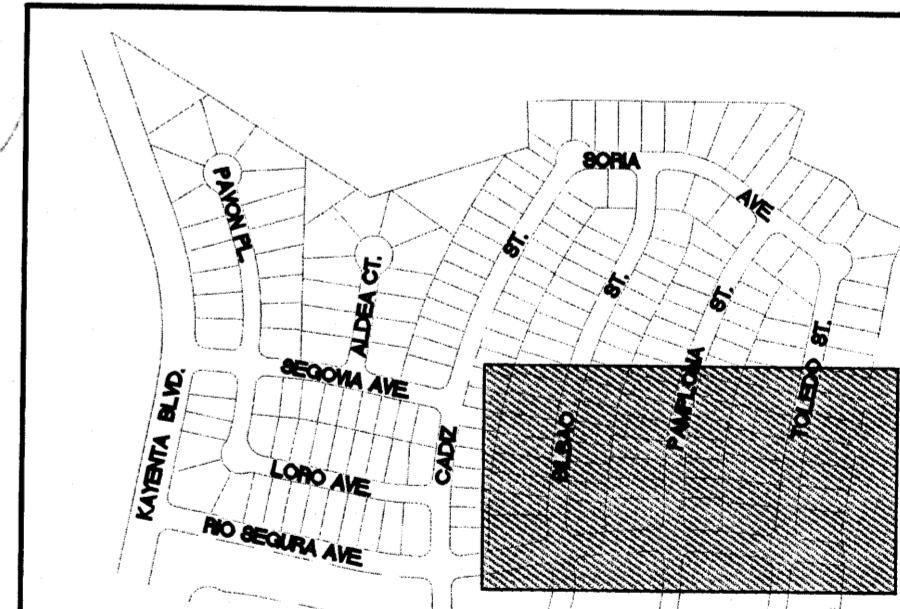 SORIA AVE
PAVON PL.
ST.
ST.
ALDEA CT.
ST.
SEGOVIA AVE
TOLEDO ST.
PAMPLONA
KAYENTA BLVD.
CADIZ
BILBAO
LORO AVE
RIO SEGURA AVE